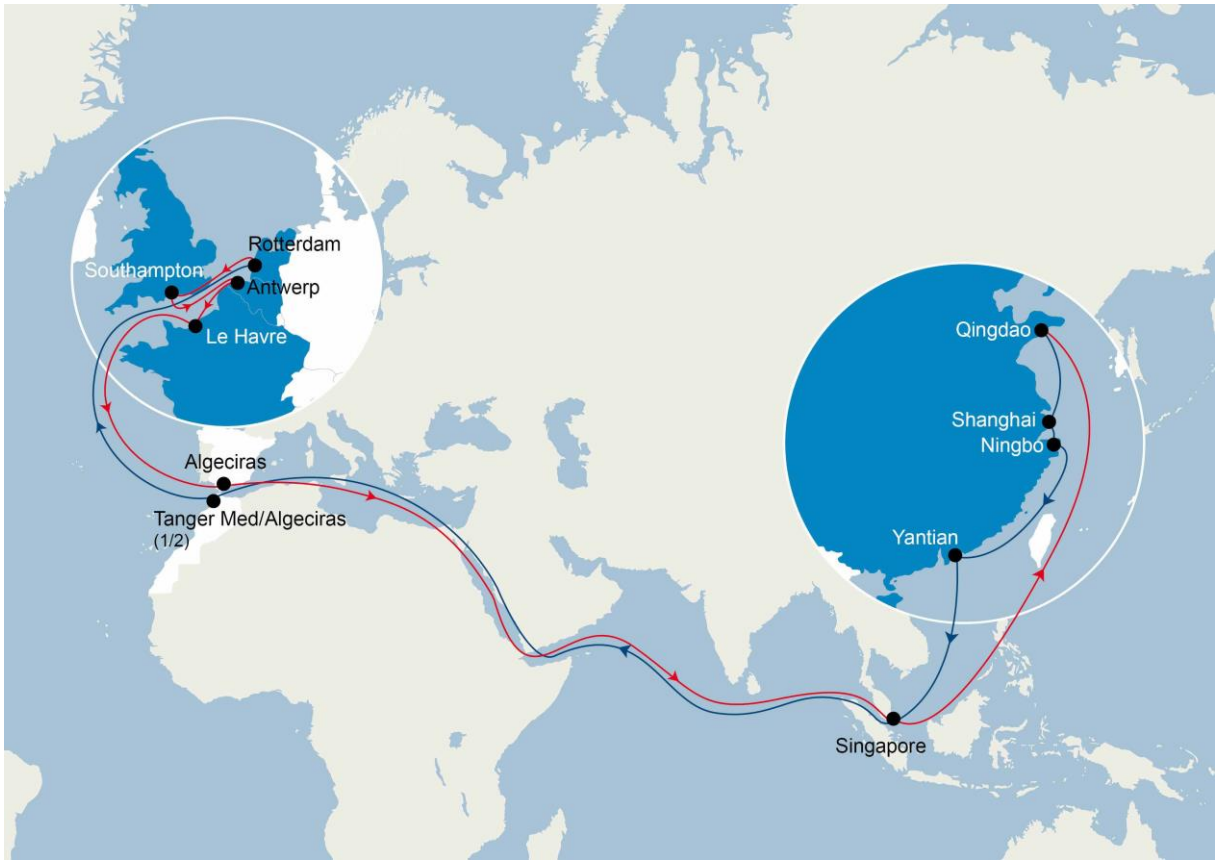 Rotterdam
Southampton
Antwerp
Le Havre
Qingdao
Shanghai
Ningbo
Algeciras
Tanger Med/Algeciras
(1/2)
Yantian
Singapore